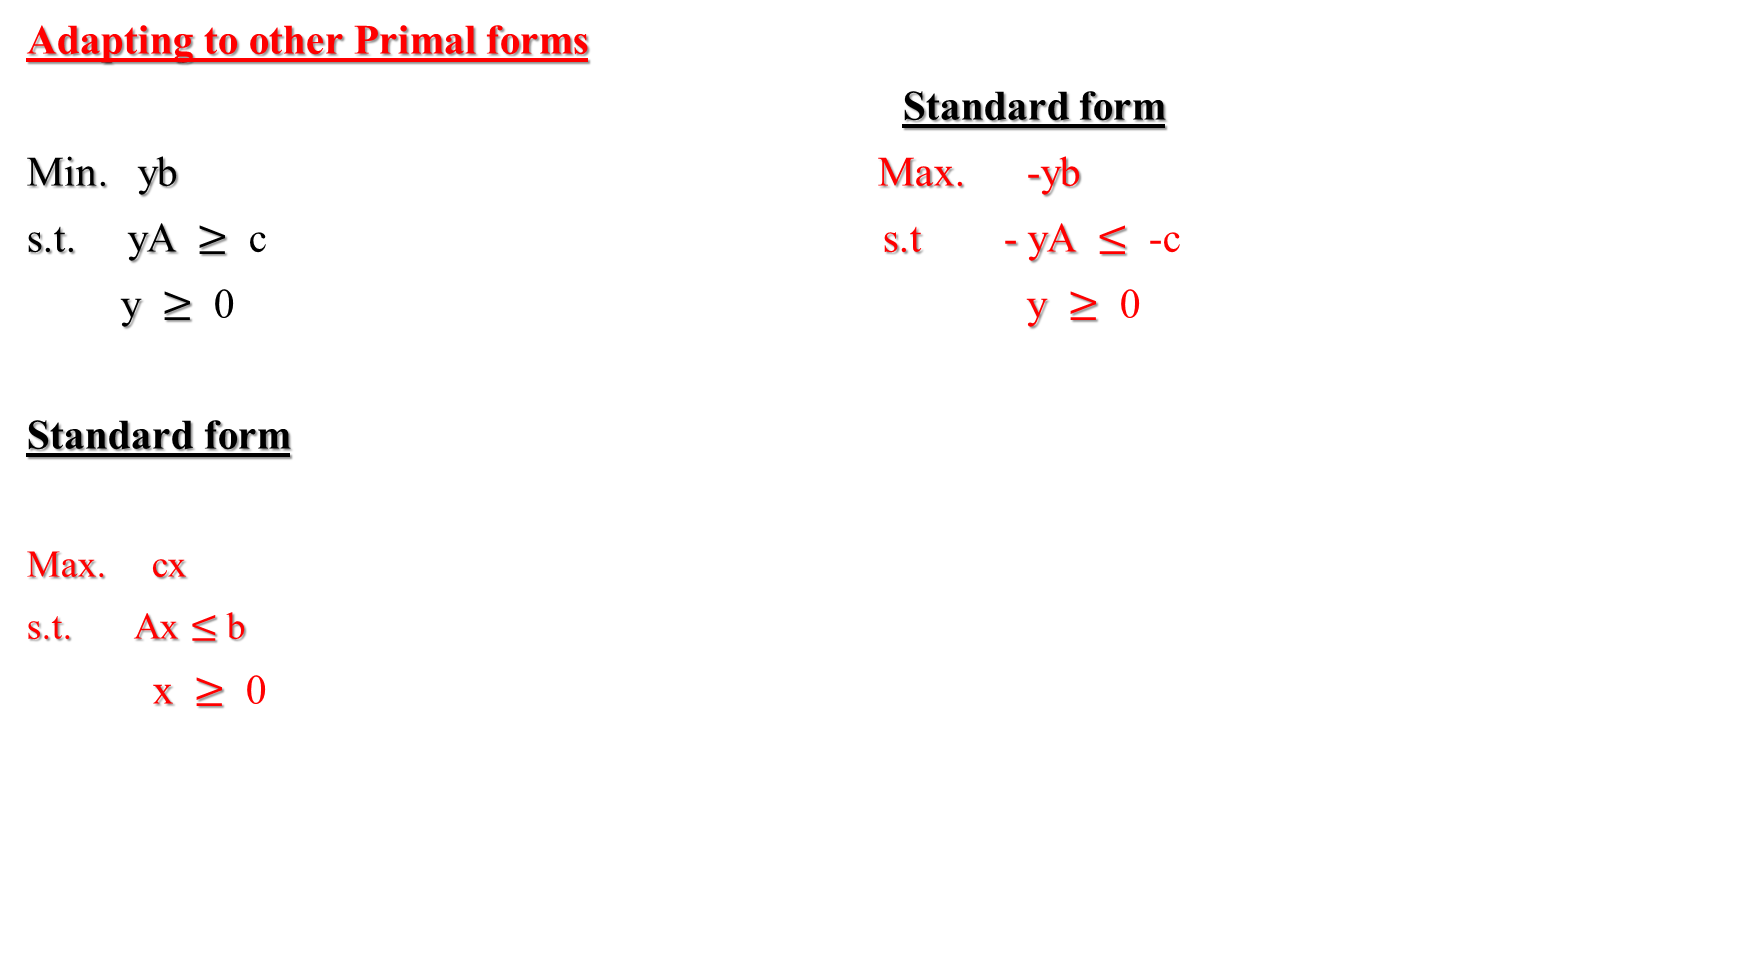 Adapting to other Primal forms
Standard form
Min. yb
Max. -yb
s.t. yA ≥ c
s.t - yA ≤ -c
y ≥ 0
y ≥ 0
Standard form
Max. cx
s.t. Ax ≤ b
x ≥ 0